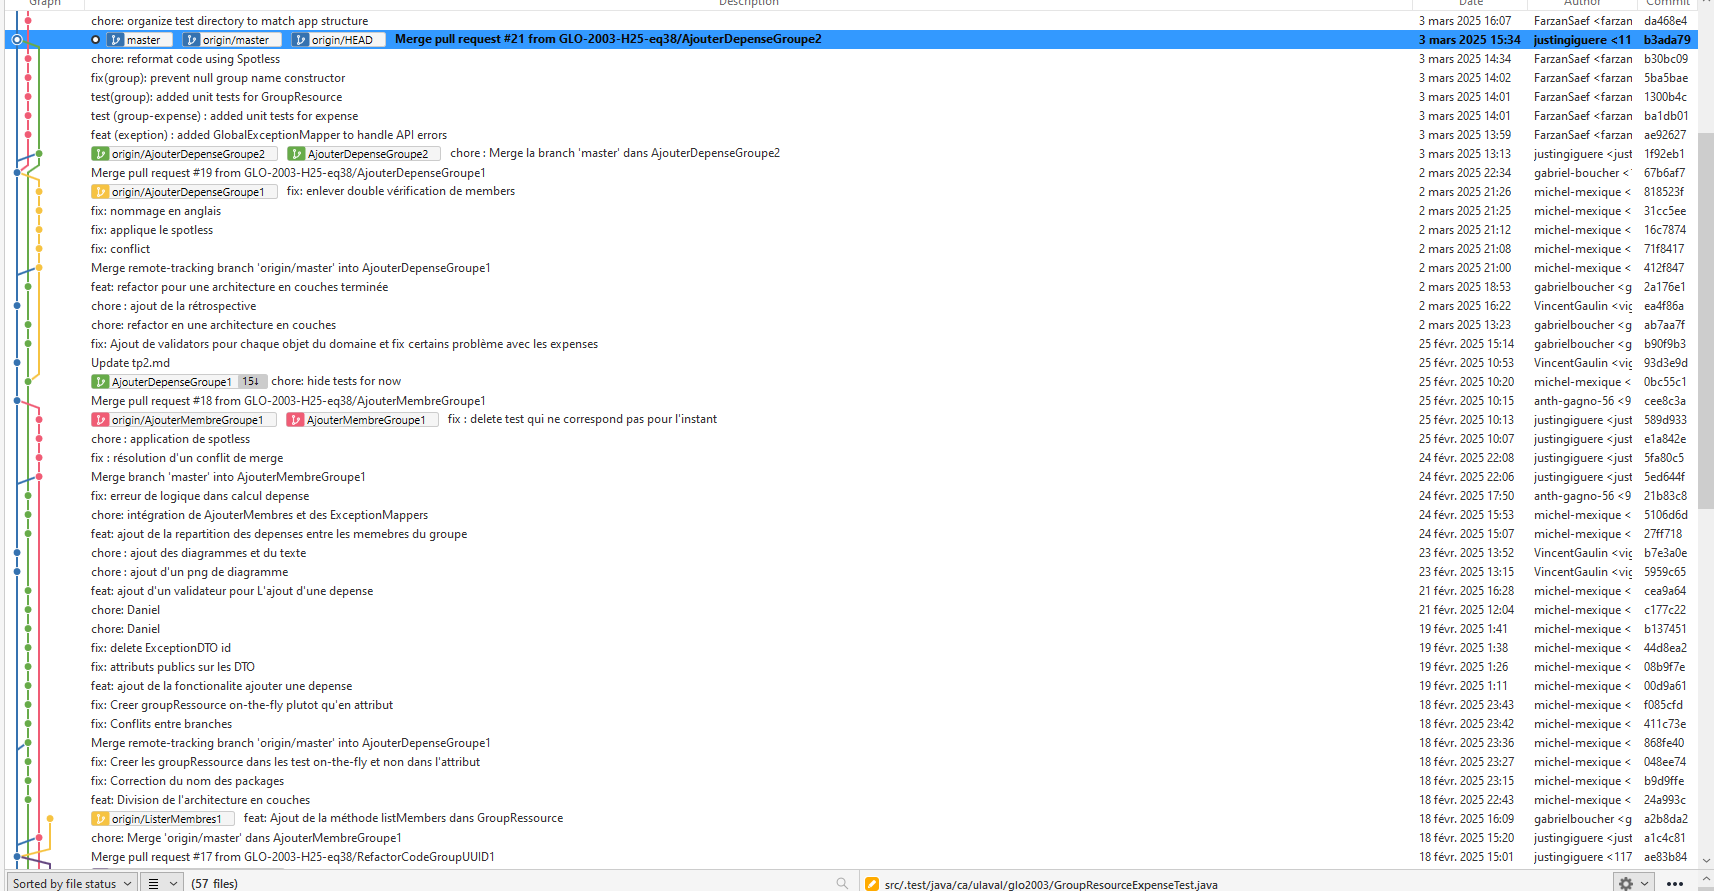 Graph Description Date Author Commit
chore: organize test directory to match app structure 3 mars 2025 16:07 FarzanSaef <farzan da468e4
master origin/master origin/HEAD Merge pull request #21 from GLO-2003-H25-eq38/AjouterDepenseGroupe2 3 mars 2025 15:34 justingiguere <11 b3ada79
chore: reformat code using Spotless 3 mars 2025 14:34 FarzanSaef <farzan b30bc09
fix(group): prevent null group name constructor 3 mars 2025 14:02 FarzanSaef <farzan 5ba5bae
test(group): added unit tests for GroupResource 3 mars 2025 14:01 FarzanSaef <farzan 1300b4c
test (group-expense) : added unit tests for expense 3 mars 2025 14:01 FarzanSaef <farzan ba1db01
feat (exeption) : added GlobalExceptionMapper to handle API errors 3 mars 2025 13:59 FarzanSaef <farzan ae92627
origin/AjouterDepenseGroupe2 AjouterDepenseGroupe2 chore : Merge la branch 'master' dans AjouterDepenseGroupe2 3 mars 2025 13:13 justingiguere <just 1f92eb1
Merge pull request #19 from GLO-2003-H25-eq38/AjouterDepenseGroupe1 2 mars 2025 22:34 gabriel-boucher < 67b6af7
origin/AjouterDepenseGroupe1 fix: enlever double vérification de members 2 mars 2025 21:26 michel-mexique < 818523f
fix: nommage en anglais 2 mars 2025 21:25 michel-mexique < 31cc5ee
fix: applique le spotless 2 mars 2025 21:12 michel-mexique < 16c7874
fix: conflict 2 mars 2025 21:08 michel-mexique < 71f8417
Merge remote-tracking branch 'origin/master' into AjouterDepenseGroupe1 2 mars 2025 21:00 michel-mexique < 412f847
feat: refactor pour une architecture en couches terminée 2 mars 2025 18:53 gabrielboucher <g 2a176e1
chore : ajout de la rétrospective 2 mars 2025 16:22 VincentGaulin <vig ea4f86a
chore: refactor en une architecture en couches 2 mars 2025 13:23 gabrielboucher <g ab7aa7f
fix: Ajout de validators pour chaque objet du domaine et fix certains problème avec les expenses 25 févr. 2025 15:14 gabrielboucher <g b90f9b3
Update tp2.md 25 févr. 2025 10:53 VincentGaulin <vig 93d3e9d
AjouterDepenseGroupe1 15↓ chore: hide tests for now 25 févr. 2025 10:20 michel-mexique < 0bc55c1
Merge pull request #18 from GLO-2003-H25-eq38/AjouterMembreGroupe1 25 févr. 2025 10:15 anth-gagno-56 <9 cee8c3a
origin/AjouterMembreGroupe1 AjouterMembreGroupe1 fix : delete test qui ne correspond pas pour l'instant 25 févr. 2025 10:13 justingiguere <just 589d933
chore : application de spotless 25 févr. 2025 10:07 justingiguere <just e1a842e
fix : résolution d'un conflit de merge 24 févr. 2025 22:08 justingiguere <just 5fa80c5
Merge branch 'master' into AjouterMembreGroupe1 24 févr. 2025 22:06 justingiguere <just 5ed644f
fix: erreur de logique dans calcul depense 24 févr. 2025 17:50 anth-gagno-56 <9 21b83c8
chore: intégration de AjouterMembres et des ExceptionMappers 24 févr. 2025 15:53 michel-mexique < 5106d6d
feat: ajout de la repartition des depenses entre les memebres du groupe 24 févr. 2025 15:07 michel-mexique < 27ff718
chore : ajout des diagrammes et du texte 23 févr. 2025 13:52 VincentGaulin <vig b7e3a0e
chore : ajout d'un png de diagramme 23 févr. 2025 13:15 VincentGaulin <vig 5959c65
feat: ajout d'un validateur pour L'ajout d'une depense 21 févr. 2025 16:28 michel-mexique < cea9a64
chore: Daniel 21 févr. 2025 12:04 michel-mexique < c177c22
chore: Daniel 19 févr. 2025 1:41 michel-mexique < b137451
fix: delete ExceptionDTO id 19 févr. 2025 1:38 michel-mexique < 44d8ea2
fix: attributs publics sur les DTO 19 févr. 2025 1:26 michel-mexique < 08b9f7e
feat: ajout de la fonctionalite ajouter une depense 19 févr. 2025 1:11 michel-mexique < 00d9a61
fix: Creer groupRessource on-the-fly plutot qu'en attribut 18 févr. 2025 23:43 michel-mexique < f085cfd
fix: Conflits entre branches 18 févr. 2025 23:42 michel-mexique < 411c73e
Merge remote-tracking branch 'origin/master' into AjouterDepenseGroupe1 18 févr. 2025 23:36 michel-mexique < 868fe40
fix: Creer les groupRessource dans les test on-the-fly et non dans l'attribut 18 févr. 2025 23:27 michel-mexique < 048ee74
fix: Correction du nom des packages 18 févr. 2025 23:15 michel-mexique < b9d9ffe
feat: Division de l'architecture en couches 18 févr. 2025 22:43 michel-mexique < 24a993c
origin/ListerMembres1 feat: Ajout de la méthode listMembers dans GroupRessource 18 févr. 2025 16:09 gabrielboucher <g a2b8da2
chore: Merge 'origin/master' dans AjouterMembreGroupe1 18 févr. 2025 15:20 justingiguere <just a1c4c81
Merge pull request #17 from GLO-2003-H25-eq38/RefactorCodeGroupUUID1 18 févr. 2025 15:01 justingiguere <117 ae83b84
Sorted by file status (57 files) src/.test/java/ca/ulaval/glo2003/GroupResourceExpenseTest.java